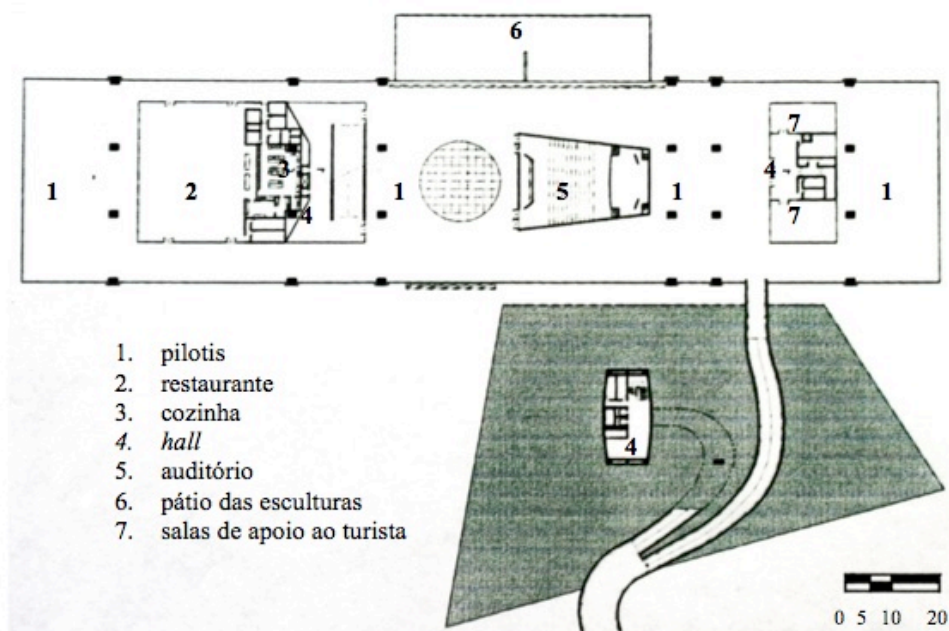 6
7
3
4
1
2
1
5
1
1
4
7
4
1. pilotis
2. restaurante
3. cozinha
4. hall
5. auditório
6. pátio das esculturas
7. salas de apoio ao turista
0 5 10 20